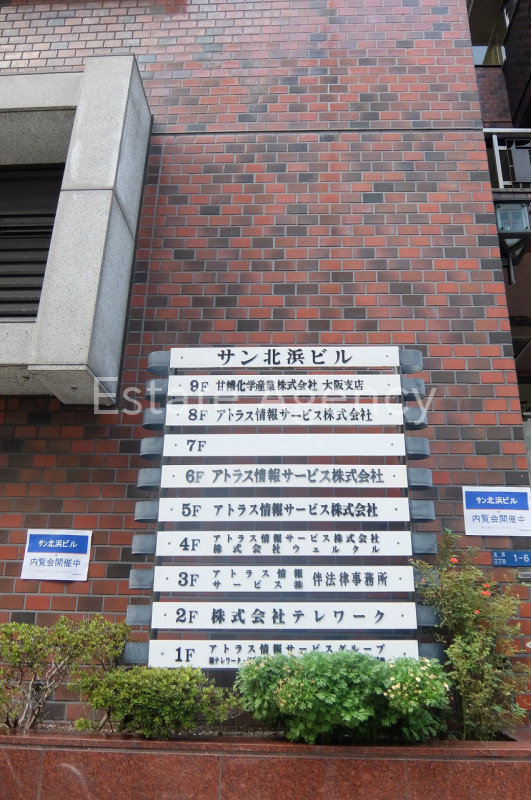 サン北浜ビル
9F 甘糟化学産業株式会社 大阪支店
Estate Agency
8F アトラス情報サービス株式会社
7F
6F アトラス情報サービス株式会社
5F アトラス情報サービス株式会社
4F アトラス情報サービス株式会社
株式会社ウェルタル
3F アトラス情報
サービス㈱ 伴法律事務所
2F 株式会社テレワーク
1F アトラス情報サービスグループ
サン北浜ビル
内覧会開催中
サン北浜ビル
内覧会開催中
1-6